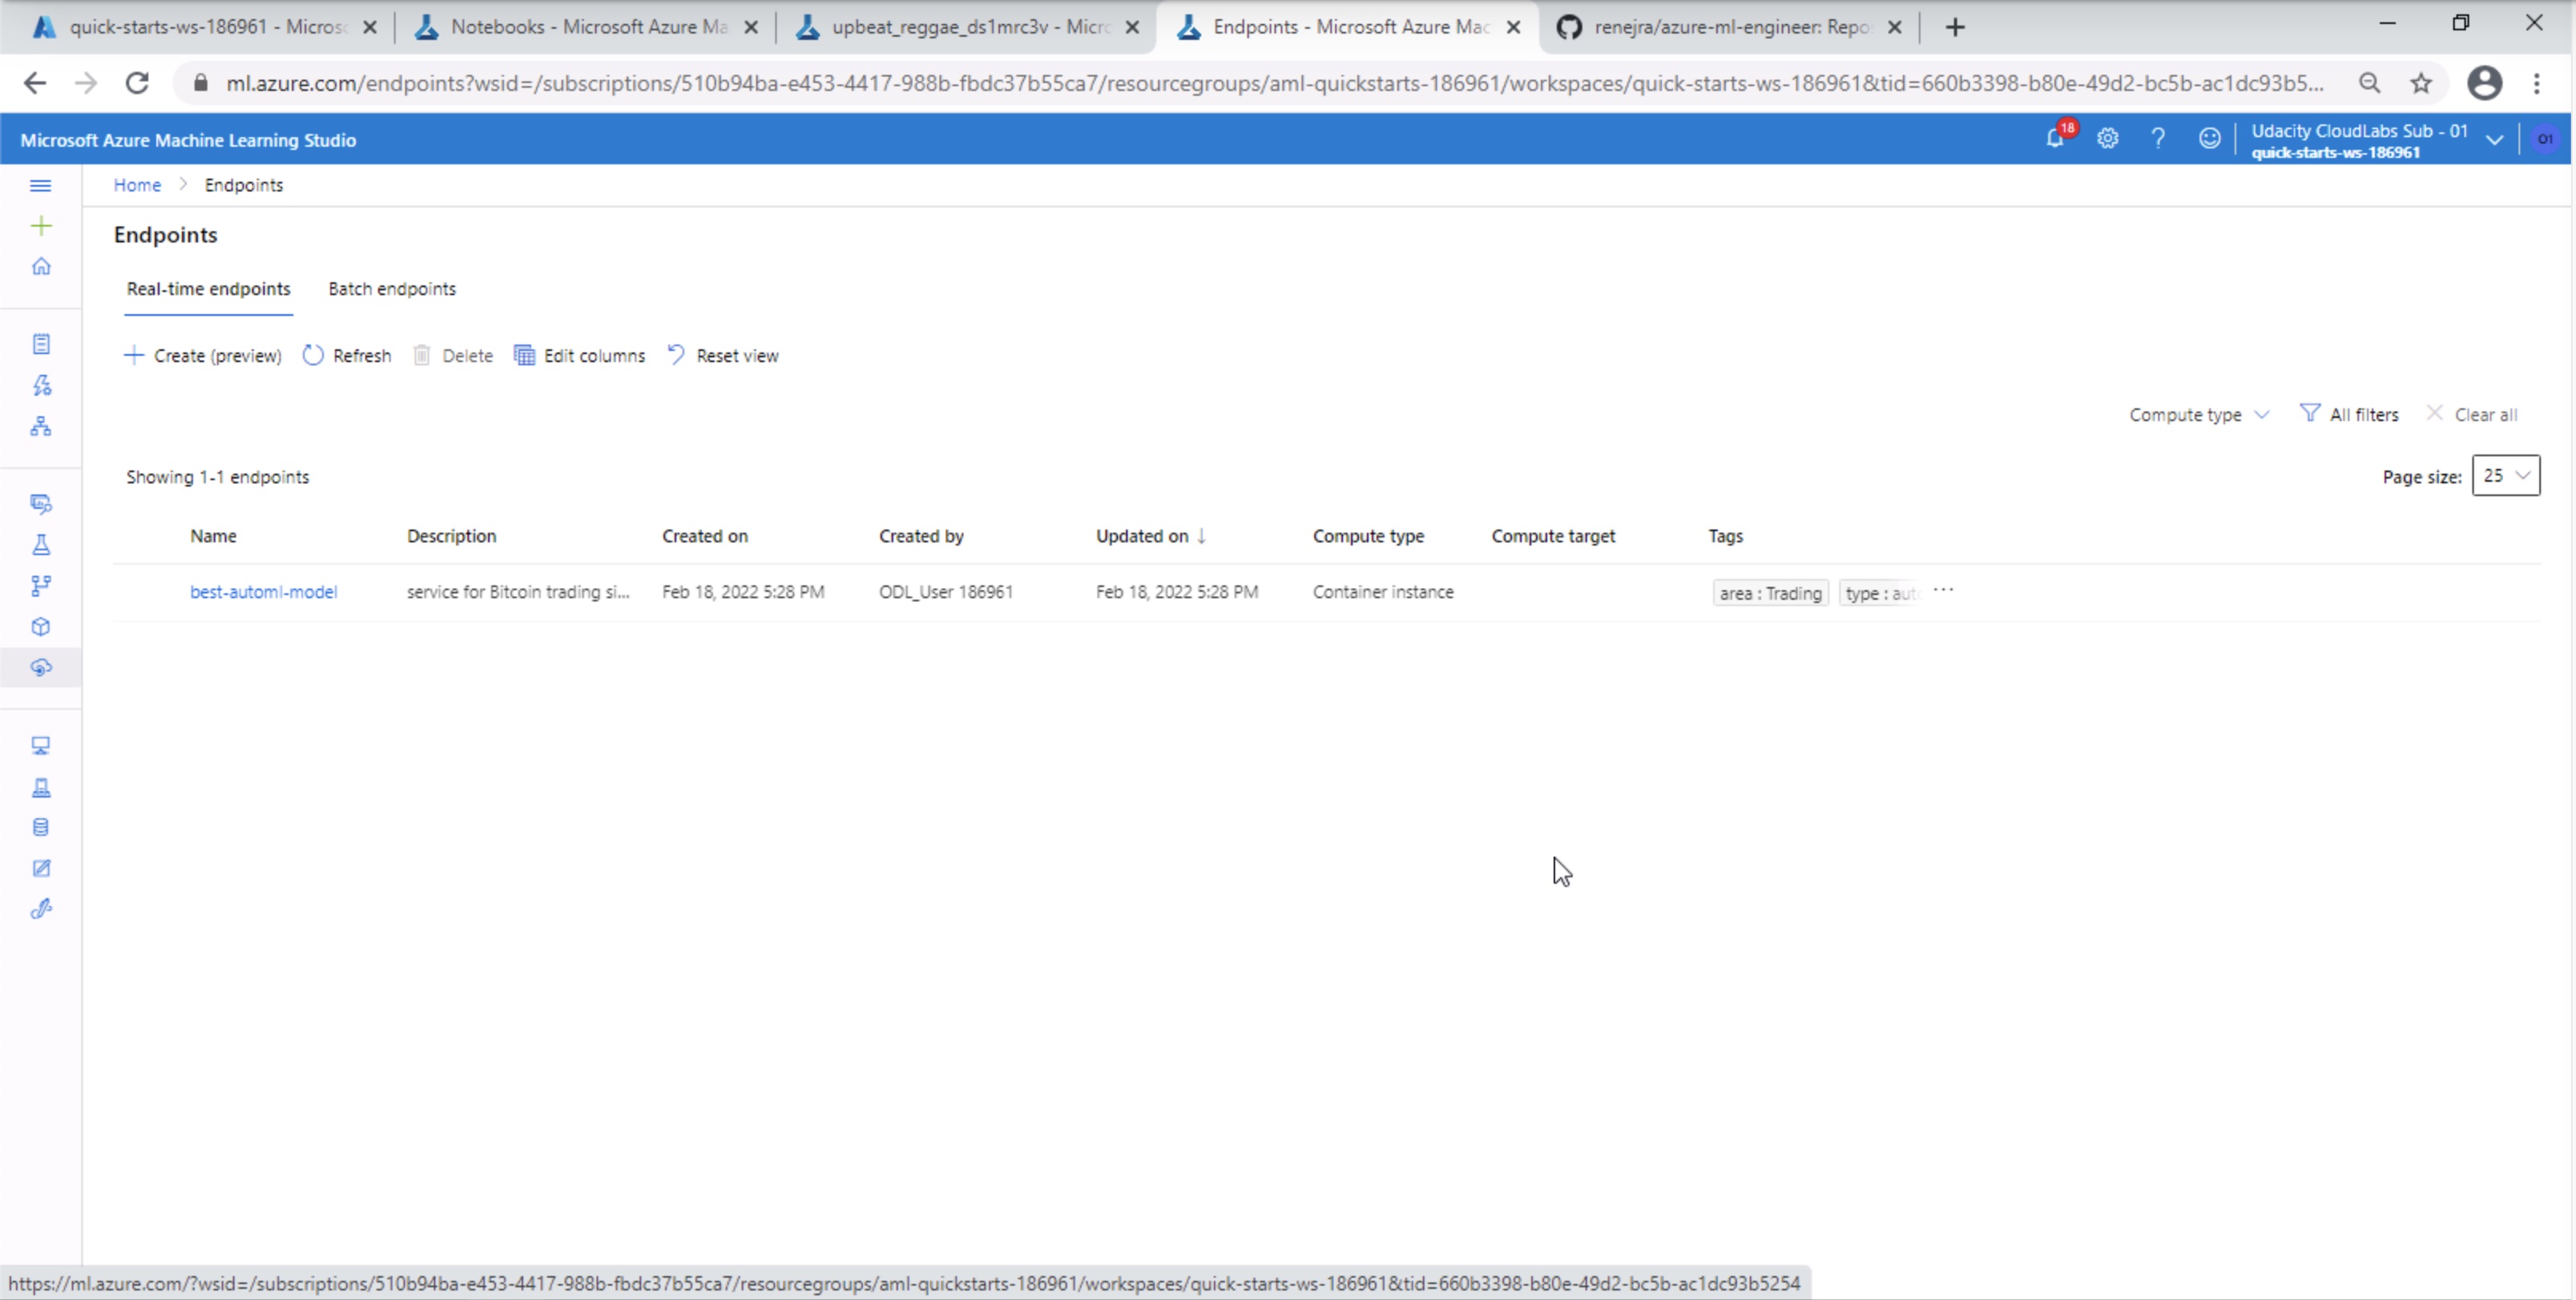 quick-starts-ws-186961 - Micros
Notebooks - Microsoft Azure Ma
upbeat_reggae_ds1mrc3v - Micro
Endpoints - Microsoft Azure Mac
renejra/azure-ml-engineer: Repo
ml.azure.com/endpoints?wsid=/subscriptions/510b94ba-e453-4417-988b-fbdc37b55ca7/resourcegroups/aml-quickstarts-186961/workspaces/quick-starts-ws-186961&tid=660b3398-b80e-49d2-bc5b-ac1dc93b5...
Microsoft Azure Machine Learning Studio
18
Udacity CloudLabs Sub - 01
quick-starts-ws-186961
O1
Home > Endpoints
Endpoints
Real-time endpoints Batch endpoints
Create (preview) Refresh Delete Edit columns Reset view
Compute type All filters Clear all
Showing 1-1 endpoints
Page size: 25
Name Description Created on Created by Updated on ↓ Compute type Compute target Tags
best-automl-model service for Bitcoin trading si... Feb 18, 2022 5:28 PM ODL_User 186961 Feb 18, 2022 5:28 PM Container instance area : Trading type : auto ...
https://ml.azure.com/?wsid=/subscriptions/510b94ba-e453-4417-988b-fbdc37b55ca7/resourcegroups/aml-quickstarts-186961/workspaces/quick-starts-ws-186961&tid=660b3398-b80e-49d2-bc5b-ac1dc93b5254